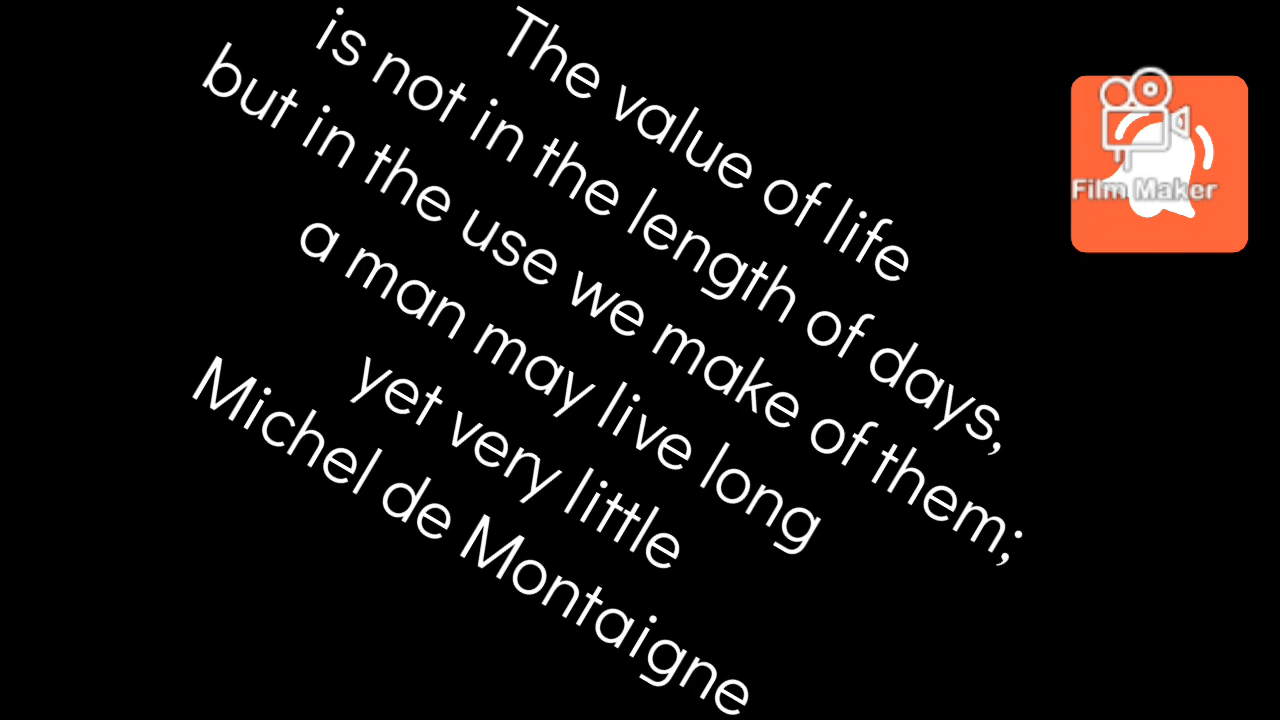 The value of life
is not in the length of days,
but in the use we make of them;
a man may live long
yet very little
Michel de Montaigne
Film Maker